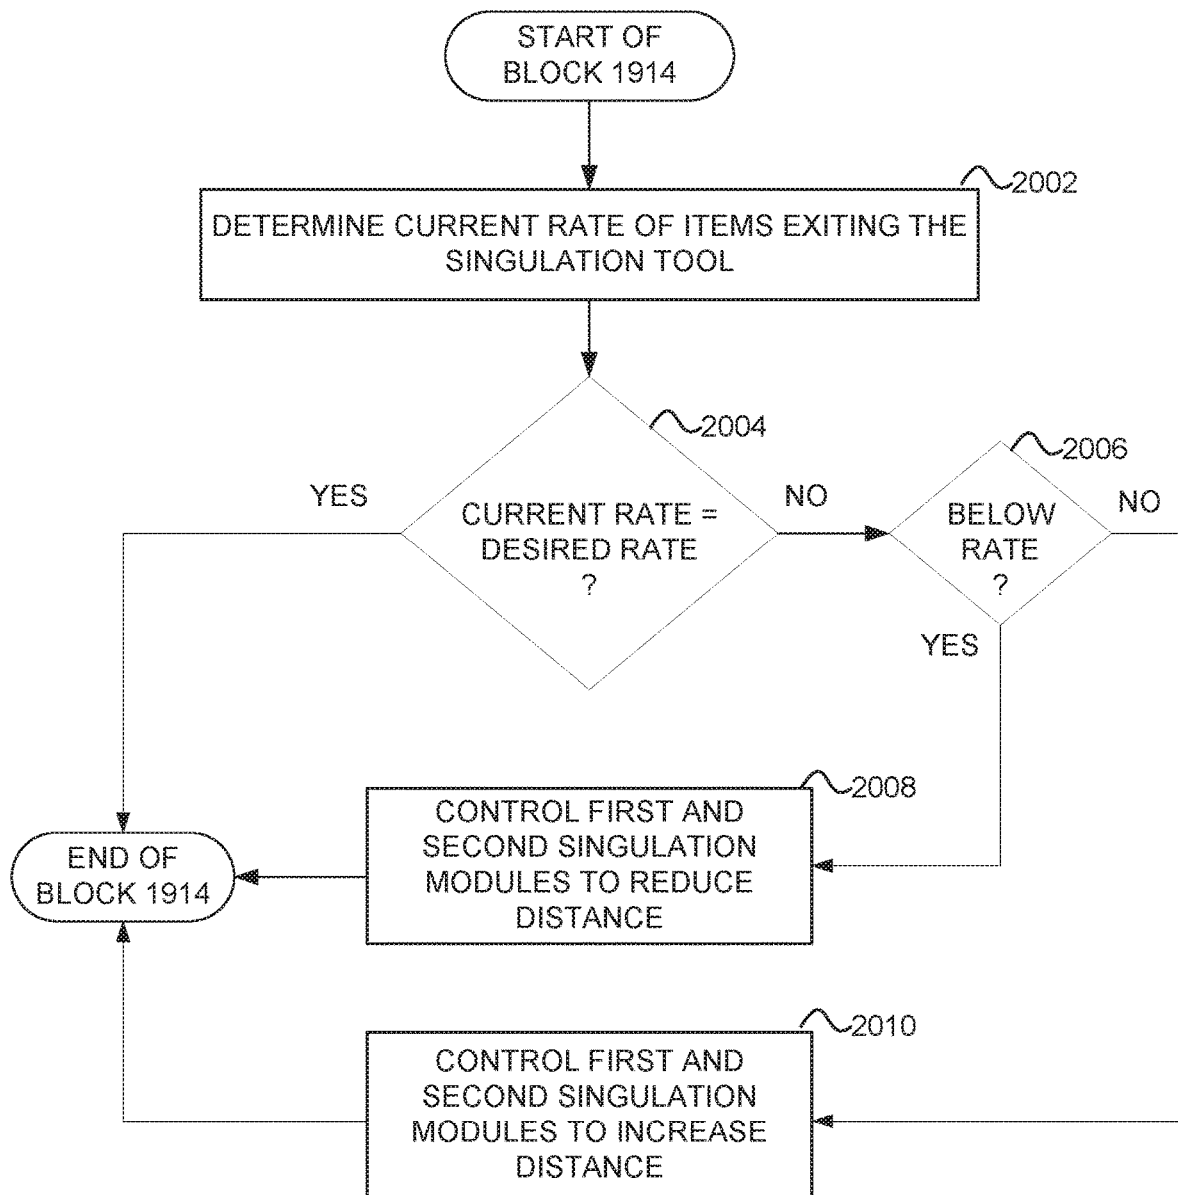 START OF
BLOCK 1914
2002
DETERMINE CURRENT RATE OF ITEMS EXITING THE
SINGULATION TOOL
2004
2006
YES
CURRENT RATE =
DESIRED RATE
?
NO
BELOW
RATE
?
NO
YES
2008
CONTROL FIRST AND
SECOND SINGULATION
MODULES TO REDUCE
DISTANCE
END OF
BLOCK 1914
2010
CONTROL FIRST AND
SECOND SINGULATION
MODULES TO INCREASE
DISTANCE